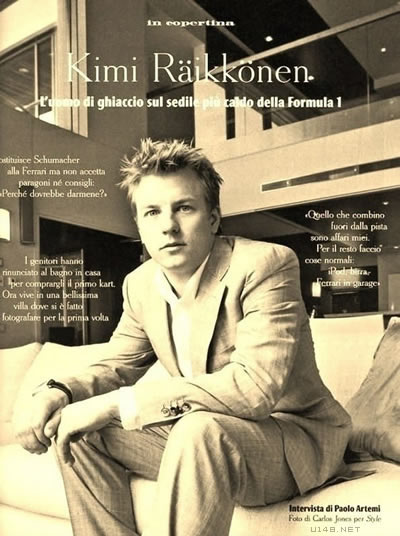 in copertina
Kimi Räikkönen
L'uomo di ghiaccio sul sedile più caldo della Formula 1
ostituisce Schumacher
alla Ferrari ma non accetta
paragoni né consigli:
«Perché dovrebbe darmene?»
I genitori hanno
rinunciato al bagno in casa
per comprargli il primo kart.
Ora vive in una bellissima
villa dove si è fatto
fotografare per la prima volta
«Quello che combino
fuori dalla pista
sono affari miei.
Per il resto faccio
cose normali:
iPod, birra,
Ferrari in garage»
Intervista di Paolo Artemi
Foto di Carlos Jones per Style
U148.NET